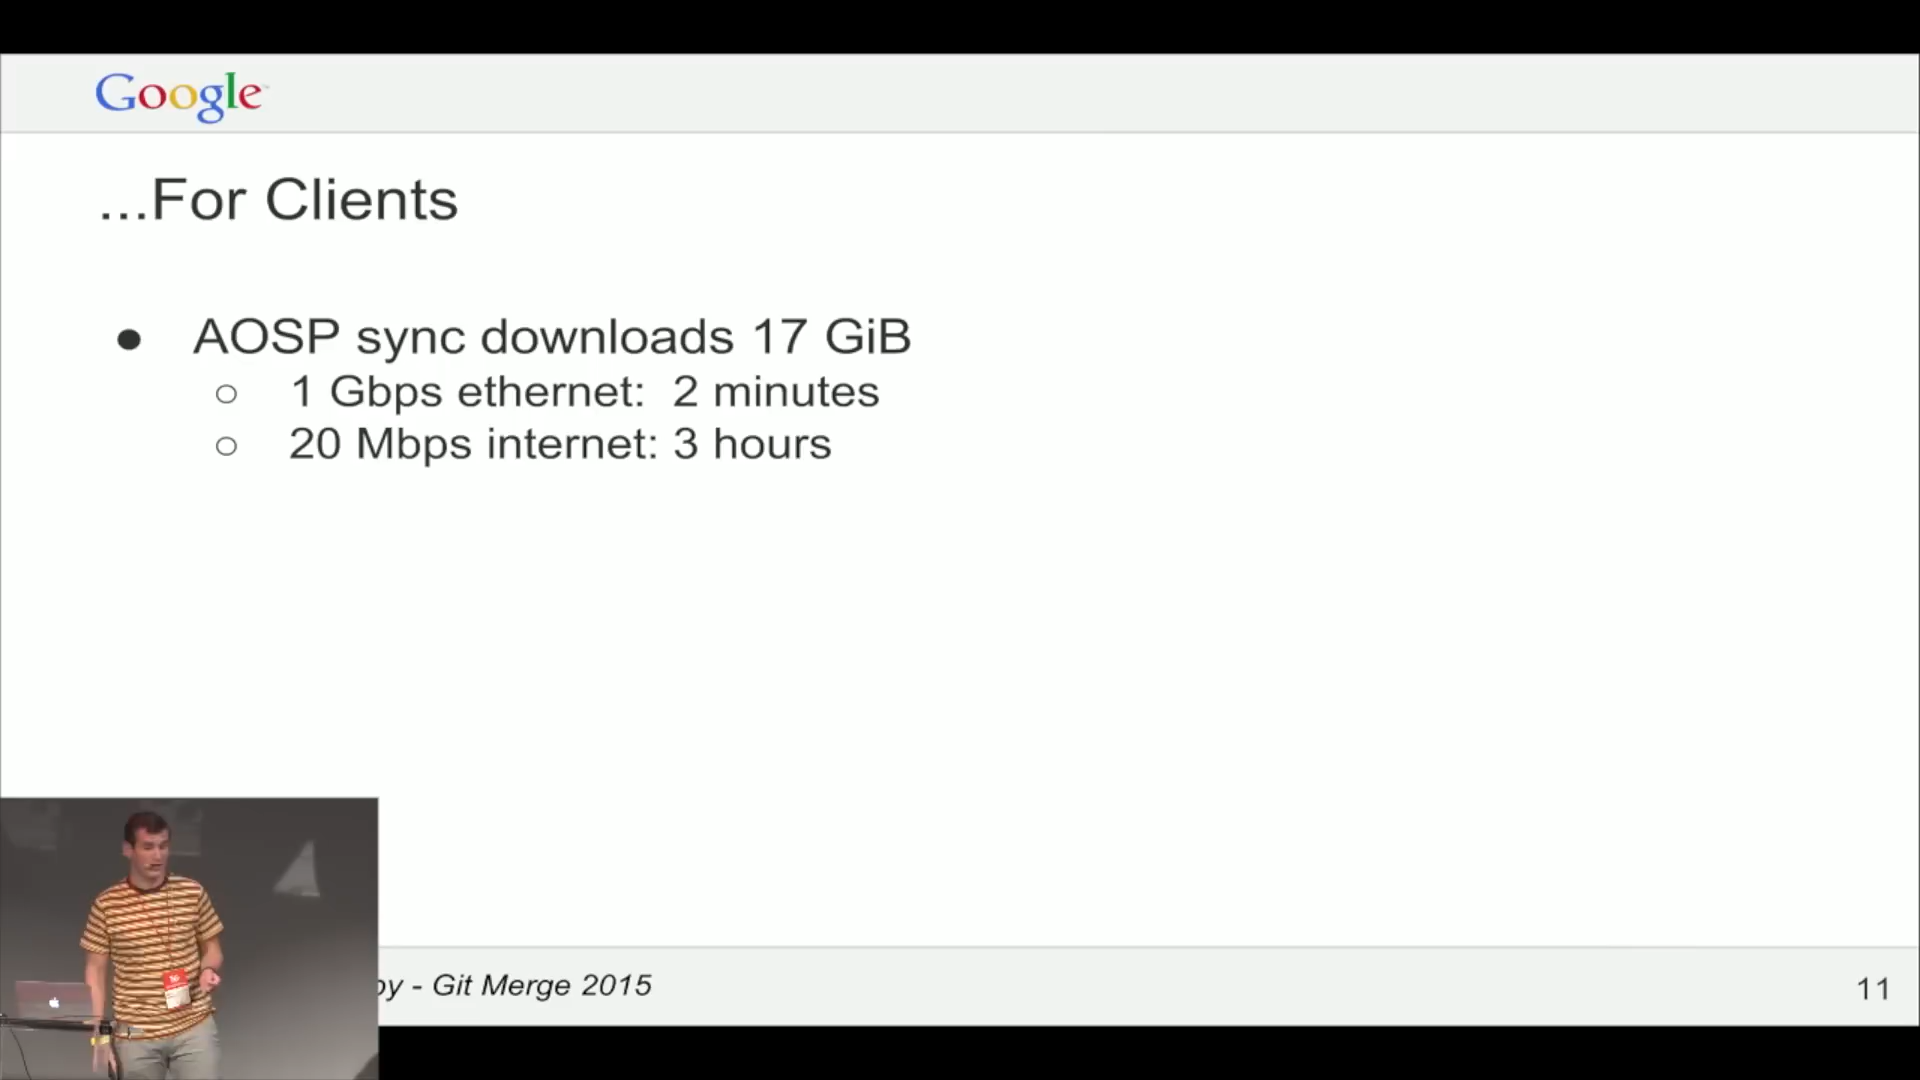 Google
...For Clients
● AOSP sync downloads 17 GiB
○ 1 Gbps ethernet: 2 minutes
○ 20 Mbps internet: 3 hours
- Git Merge 2015
11